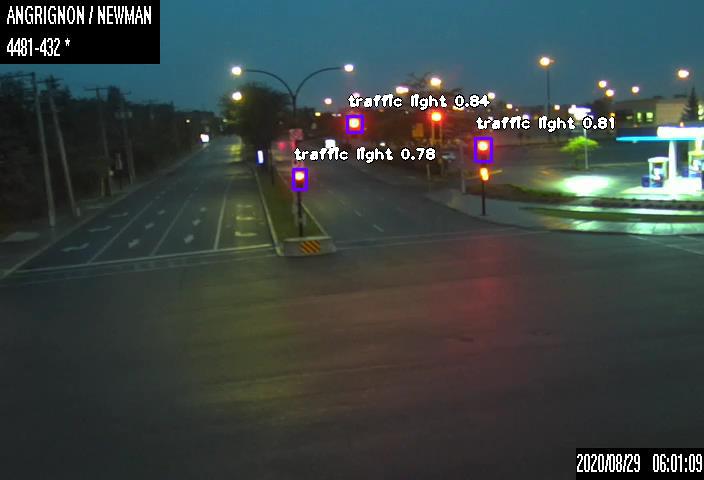 ANGRIGNON / NEWMAN
4481-432 *
traffic light 0.84
traffic light 0.81
traffic light 0.78
2020/08/29 06:01:09